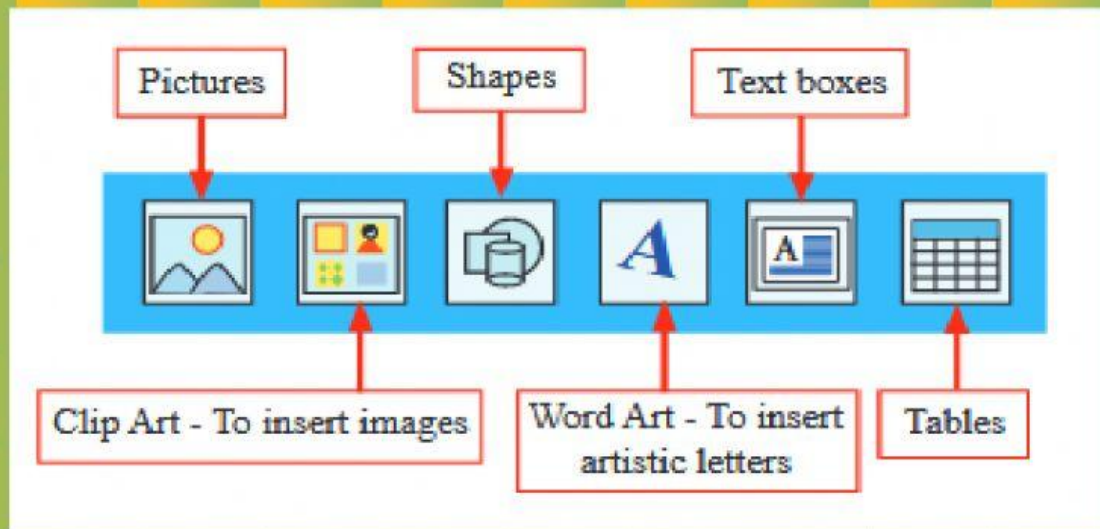 Pictures
Shapes
Text boxes
A
A
Clip Art - To insert images
Word Art - To insert
artistic letters
Tables